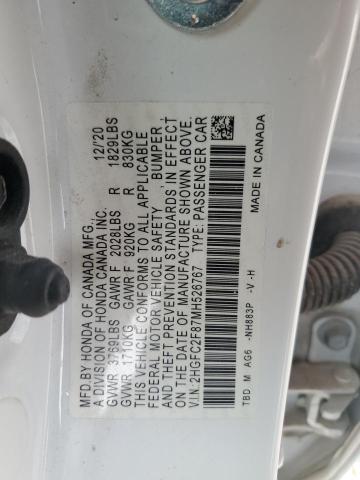 MFD.BY HONDA OF CANADA MFG. 12/'20
A DIVISION OF HONDA CANADA INC.
GVWR 3769LBS GAWR F 2028LBS R 1829LBS
GVWR 1710KG GAWR F 920KG R 830KG
THIS VEHICLE CONFORMS TO ALL APPLICABLE
FEDERAL MOTOR VEHICLE SAFETY BUMPER AND
THEFT PREVENTION STANDARDS IN EFFECT
ON THE DATE OF MANUFACTURE SHOWN ABOVE.
V.I.N: 2HGFC2F87MH526767 TYPE: PASSENGER CAR
MADE IN CANADA
TBD M AG6 -NH883P -V -H